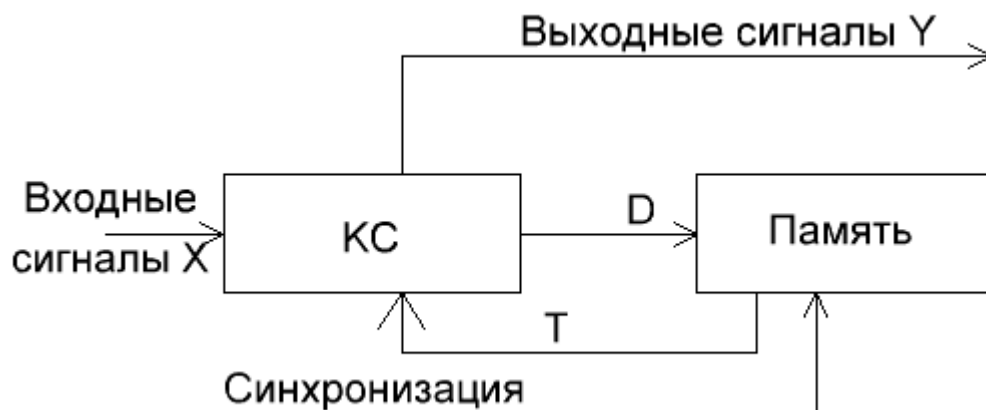 Выходные сигналы Y
Входные
сигналы X
КС
D
Память
T
Синхронизация